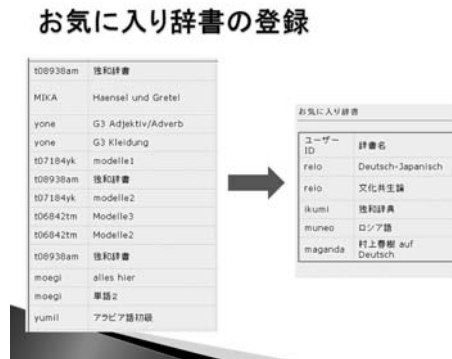 お気に入り辞書の登録
t08938am 独和辞書
MIKA Haensel und Gretel
yone G3 Adjektiv/Adverb
yone G3 Kleidung
t07184yk modelle1
t08938am 独和辞書
t07184yk modelle2
t06842tm Modelle3
t06842tm Modelle2
t08938am 独和辞書
moegi alles hier
moegi 単語2
yumil アラビア語初級
お気に入り辞書
ユーザー
ID 辞書名
relo Deutsch-Japanisch
relo 文化共生論
ikumi 独和辞典
muneo ロシア語
maganda 村上春樹 auf
Deutsch